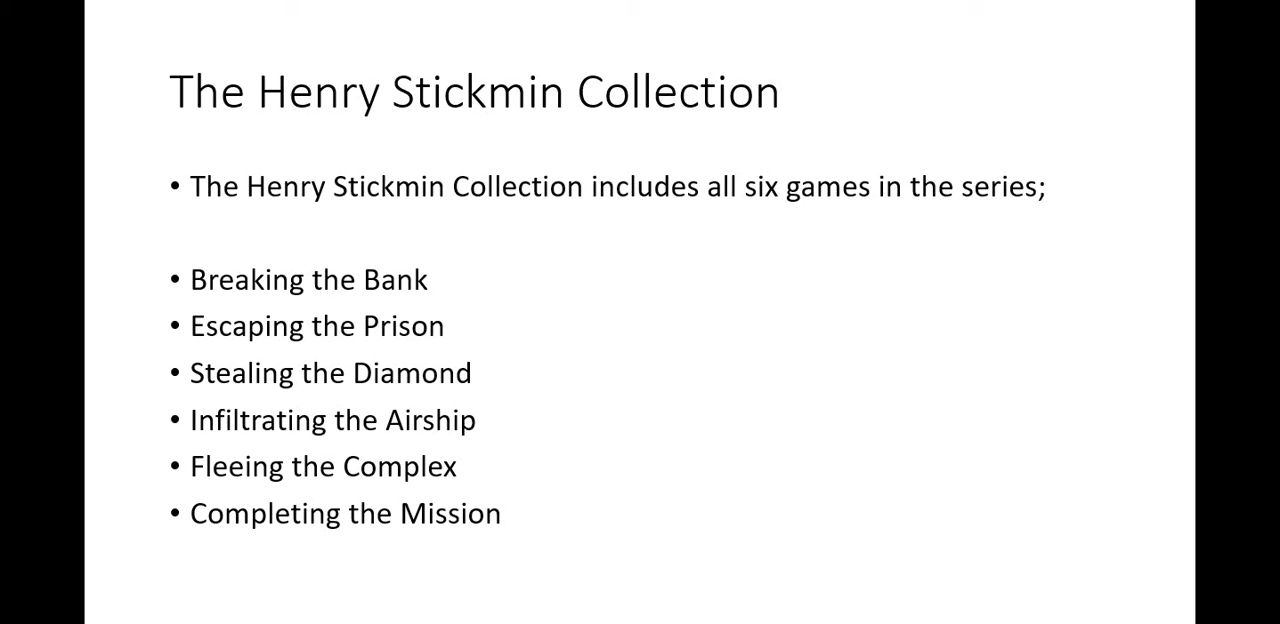 The Henry Stickmin Collection
• The Henry Stickmin Collection includes all six games in the series;
• Breaking the Bank
• Escaping the Prison
• Stealing the Diamond
• Infiltrating the Airship
• Fleeing the Complex
• Completing the Mission